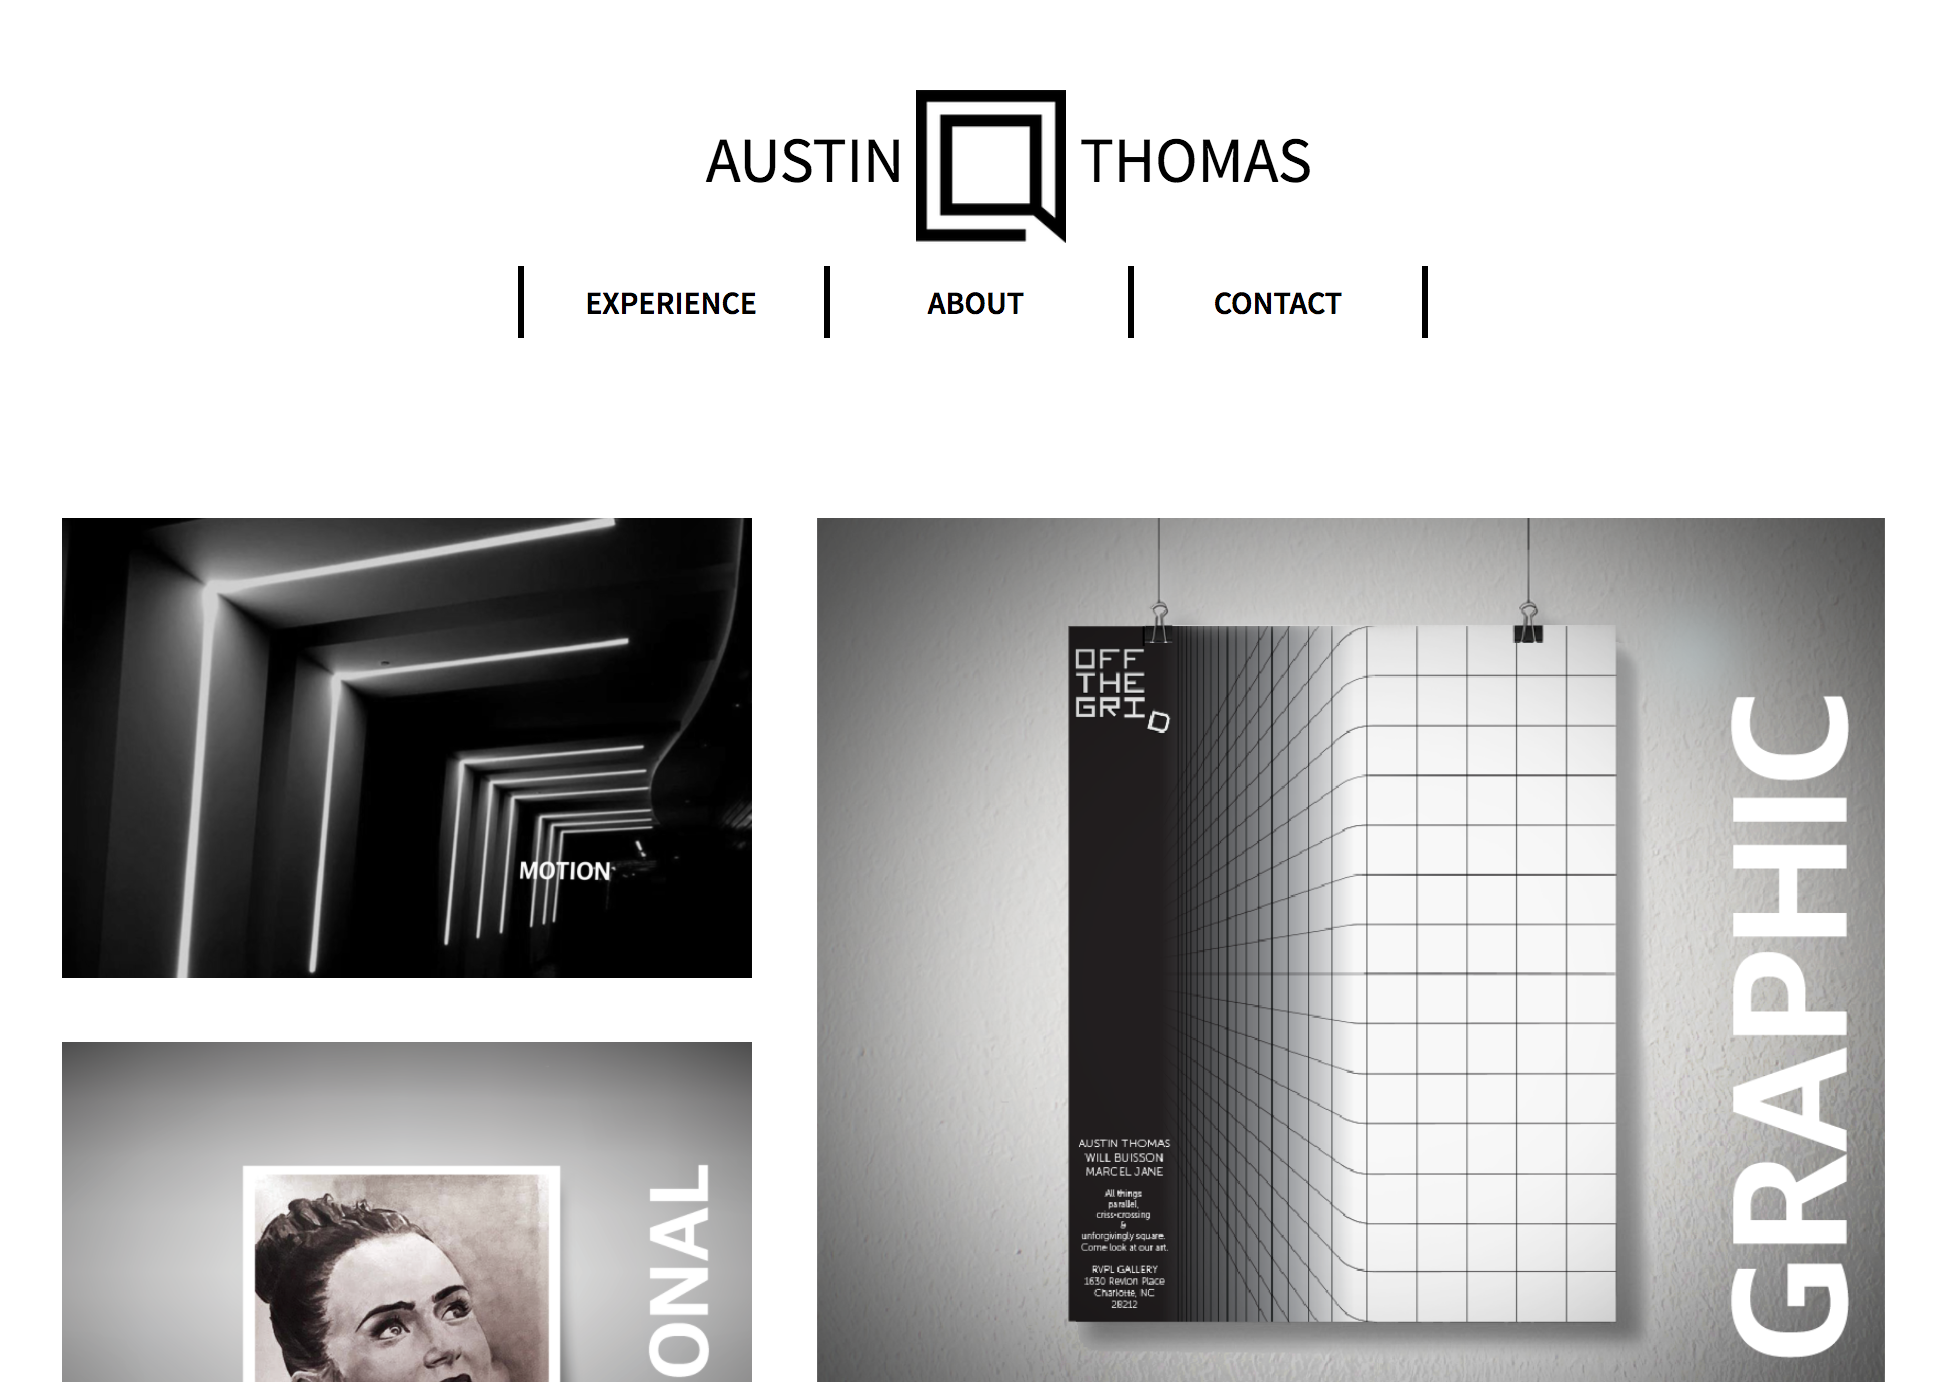 AUSTIN THOMAS
EXPERIENCE
ABOUT
CONTACT
MOTION
OFF
THE
GRID
AUSTIN THOMAS
WILL BUISSON
MARCEL JANE
All things
parallel,
criss-crossing
&
unforgivingly square.
Come look at our art.
RVPL GALLERY
1630 Revlon Place
Charlotte, NC
28212
GRAPHIC
ONAL